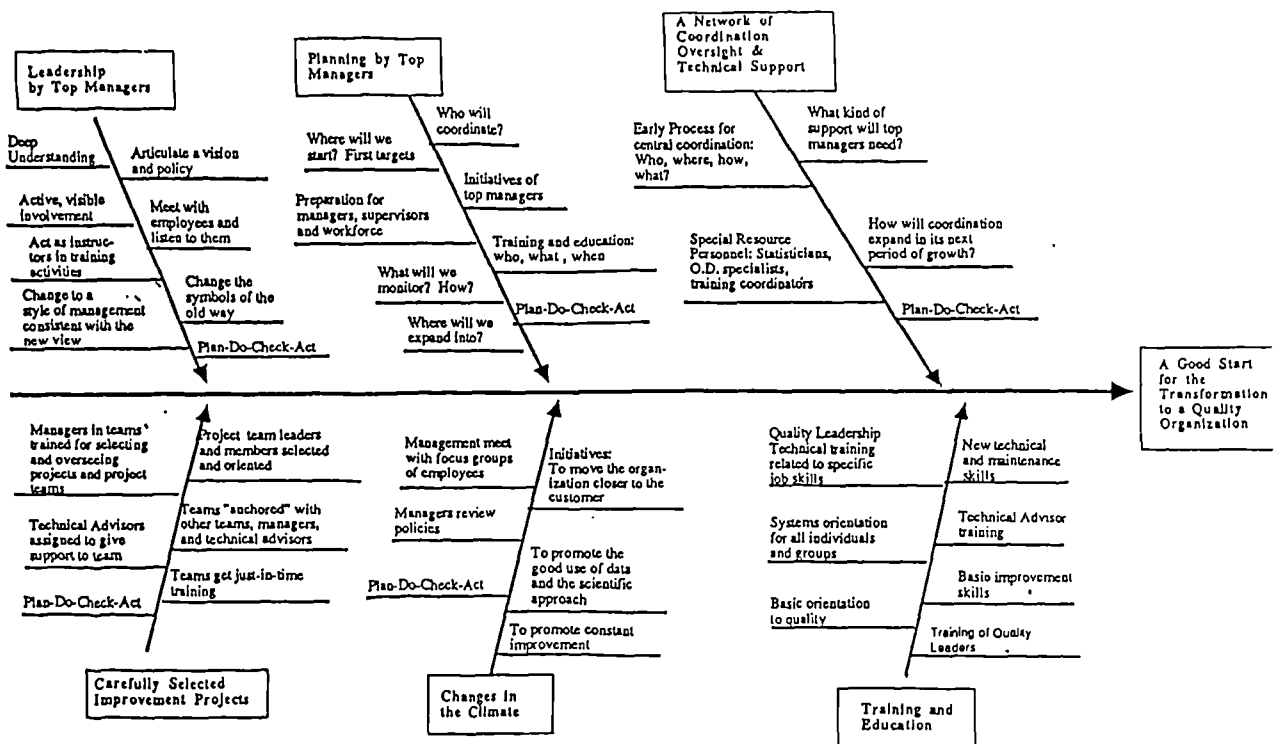 Leadership
by Top Managers
Deep
Understanding
Articulate a vision
and policy
Active, visible
involvement
Meet with
employees and
listen to them
Act as instruc-
tors in training
activities
Change the
symbols of the
old way
Change to a
style of management
consistent with the
new view
Plan-Do-Check-Act
Planning by Top
Managers
Who will
coordinate?
Where will we
start? First targets
Initiatives of
top managers
Preparation for
managers, supervisors
and workforce
Training and education:
who, what , when
What will we
monitor? How?
Plan-Do-Check-Act
Where will we
expand into?
A Network of
Coordination
Oversight &
Technical Support
What kind of
support will top
managers need?
Early Process for
central coordination:
Who, where, how,
what?
How will coordination
expand in its next
period of growth?
Special Resource
Personnel: Statisticians,
O.D. specialists,
training coordinators
Plan-Do-Check-Act
A Good Start
for the
Transformation
to a Quality
Organization
Managers in teams
trained for selecting
and overseeing
projects and project
teams
Project team leaders
and members selected
and oriented
Technical Advisors
assigned to give
support to team
Teams "anchored" with
other teams, managers,
and technical advisors
Plan-Do-Check-Act
Teams get just-in-time
training
Carefully Selected
Improvement Projects
Management meet
with focus groups
of employees
Initiatives:
To move the organ-
ization closer to the
customer
Managers review
policies
To promote the
good use of data
and the scientific
approach
Plan-Do-Check-Act
To promote constant
improvement
Changes in
the Climate
Quality Leadership
Technical training
related to specific
job skills
New technical
and maintenance
skills
Systems orientation
for all individuals
and groups
Technical Advisor
training
Basic improvement
skills
Basic orientation
to quality
Training of Quality
Leaders
Training and
Education